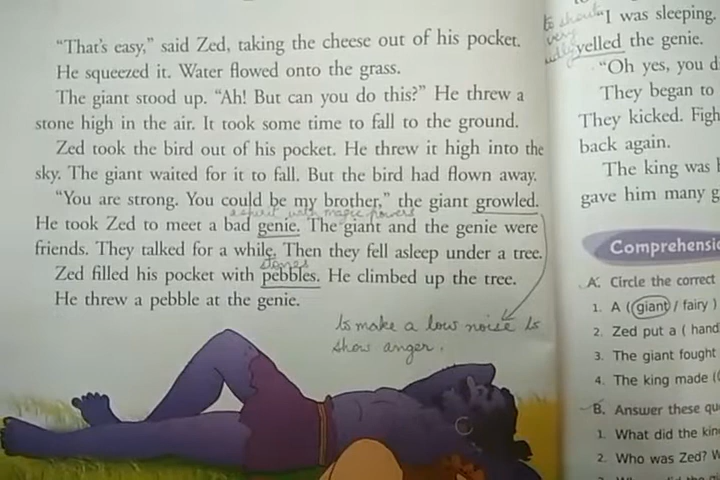 "That's easy," said Zed, taking the cheese out of his pocket.
He squeezed it. Water flowed onto the grass.
The giant stood up. "Ah! But can you do this?" He threw a
stone high in the air. It took some time to fall to the ground.
Zed took the bird out of his pocket. He threw it high into the
sky. The giant waited for it to fall. But the bird had flown away.
"You are strong. You could be my brother," the giant growled.
a spirit with magic powers
He took Zed to meet a bad genie. The giant and the genie were
friends. They talked for a while. Then they fell asleep under a tree.
stones
Zed filled his pocket with pebbles. He climbed up the tree.
He threw a pebble at the genie.
to make a low noise to
show anger.
to shout
very
"I was sleeping.
yelled the genie.
"Oh yes, you d
They began to
They kicked. Figh
back again.
The king was
gave him many g
Comprehensio
A. Circle the correct
1. A (giant / fairy )
2. Zed put a ( hand
3. The giant fought
4. The king made (
B. Answer these qu
1. What did the kin
2. Who was Zed? W